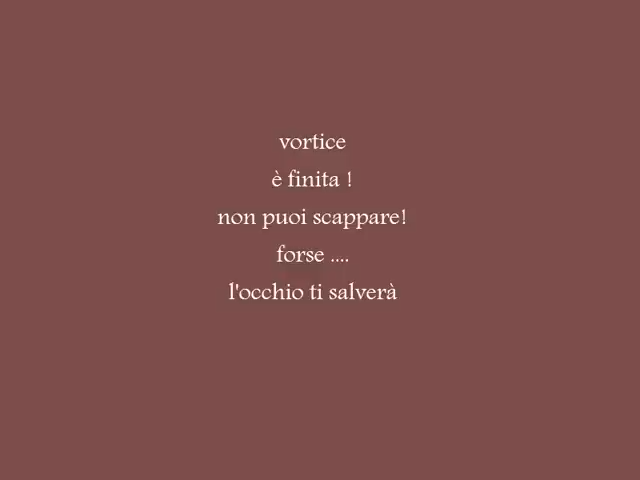 vortice
è finita !
non puoi scappare!
forse ....
l'occhio ti salverà